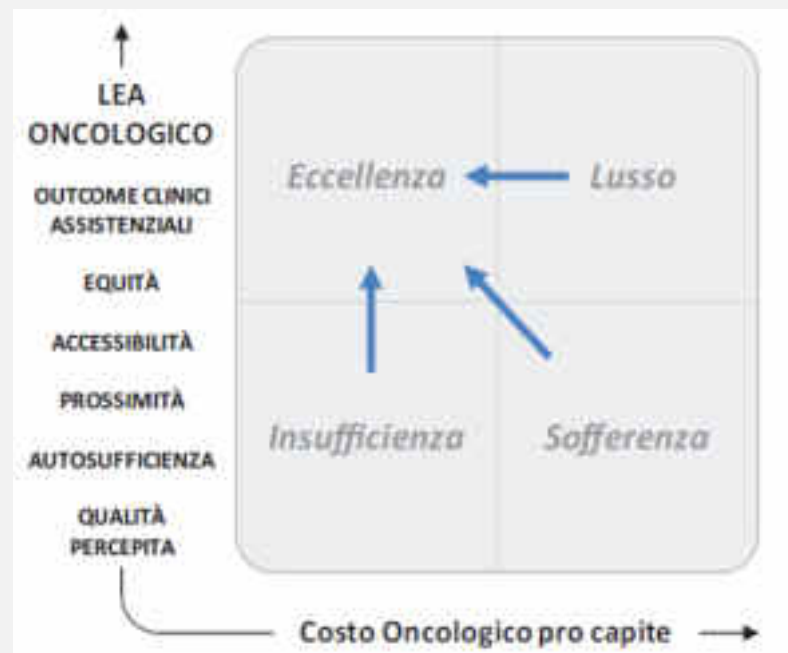 LEA
ONCOLOGICO
OUTCOME CLINICI
ASSISTENZIALI
EQUITÀ
ACCESSIBILITÀ
PROSSIMITÀ
AUTOSUFFICIENZA
QUALITÀ
PERCEPITA
Eccellenza
Lusso
Insufficienza
Sofferenza
Costo Oncologico pro capite